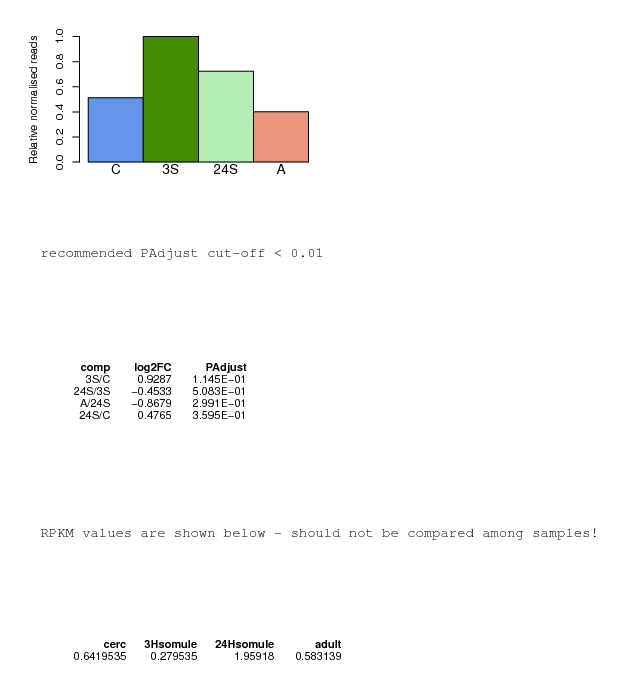 Relative normalised reads
1.0
0.8
0.6
0.4
0.2
0.0
C 3S 24S A
recommended PAdjust cut-off < 0.01
comp log2FC PAdjust
3S/C 0.9287 1.145E−01
24S/3S −0.4533 5.083E−01
A/24S −0.8679 2.991E−01
24S/C 0.4765 3.595E−01
RPKM values are shown below - should not be compared among samples!
cerc 3Hsomule 24Hsomule adult
0.6419535 0.279535 1.95918 0.583139